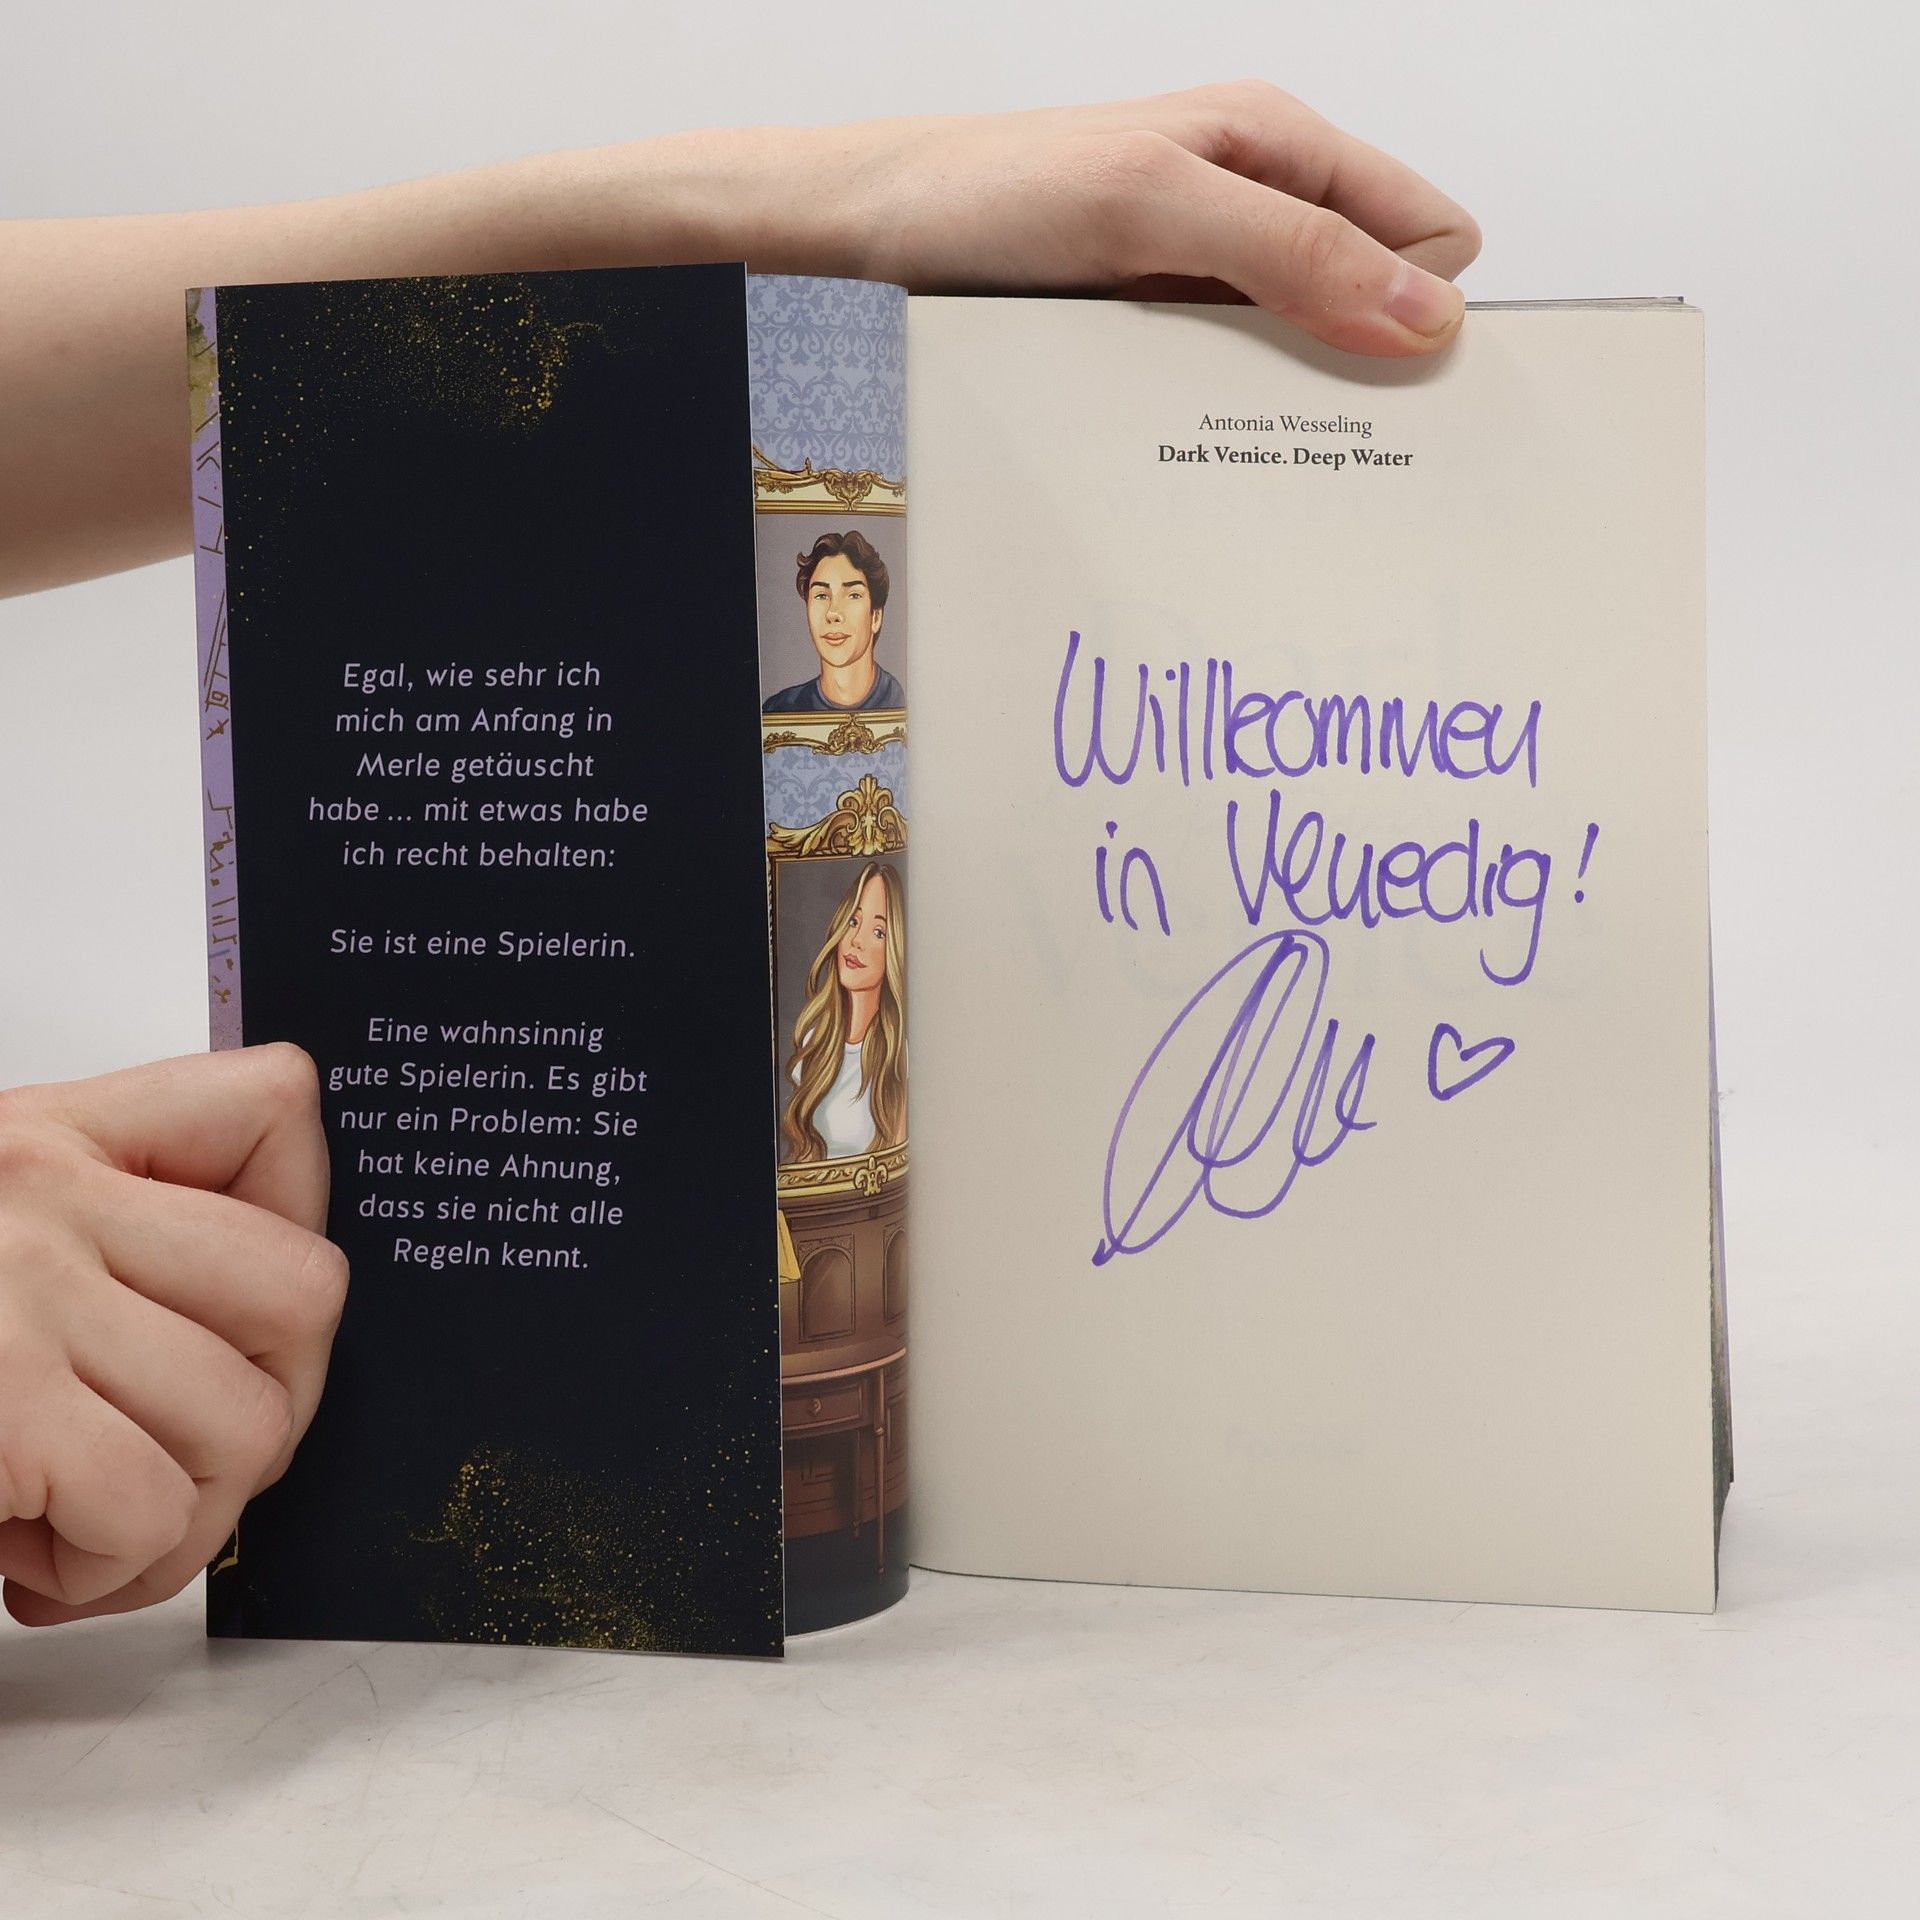 Egal, wie sehr ich
mich am Anfang in
Merle getäuscht
habe ... mit etwas habe
ich recht behalten:
Sie ist eine Spielerin.
Eine wahnsinnig
gute Spielerin. Es gibt
nur ein Problem: Sie
hat keine Ahnung,
dass sie nicht alle
Regeln kennt.
Antonia Wesseling
Dark Venice. Deep Water
Willkommen
in Venedig!